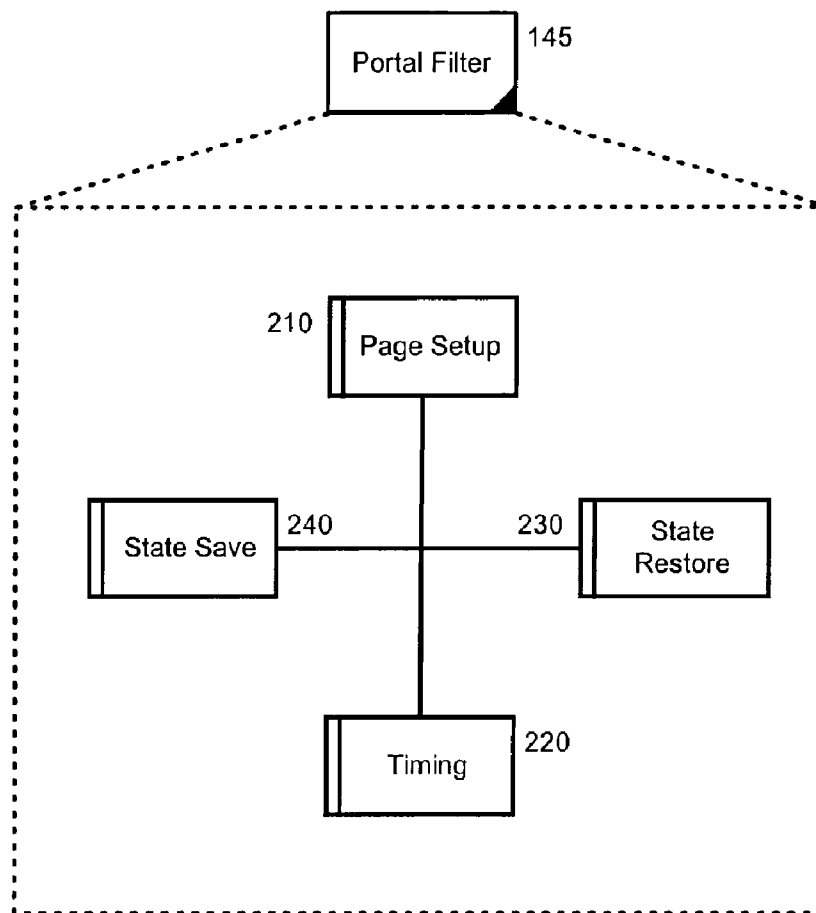 Portal Filter
145
210
Page Setup
State Save
240
230
State
Restore
Timing
220